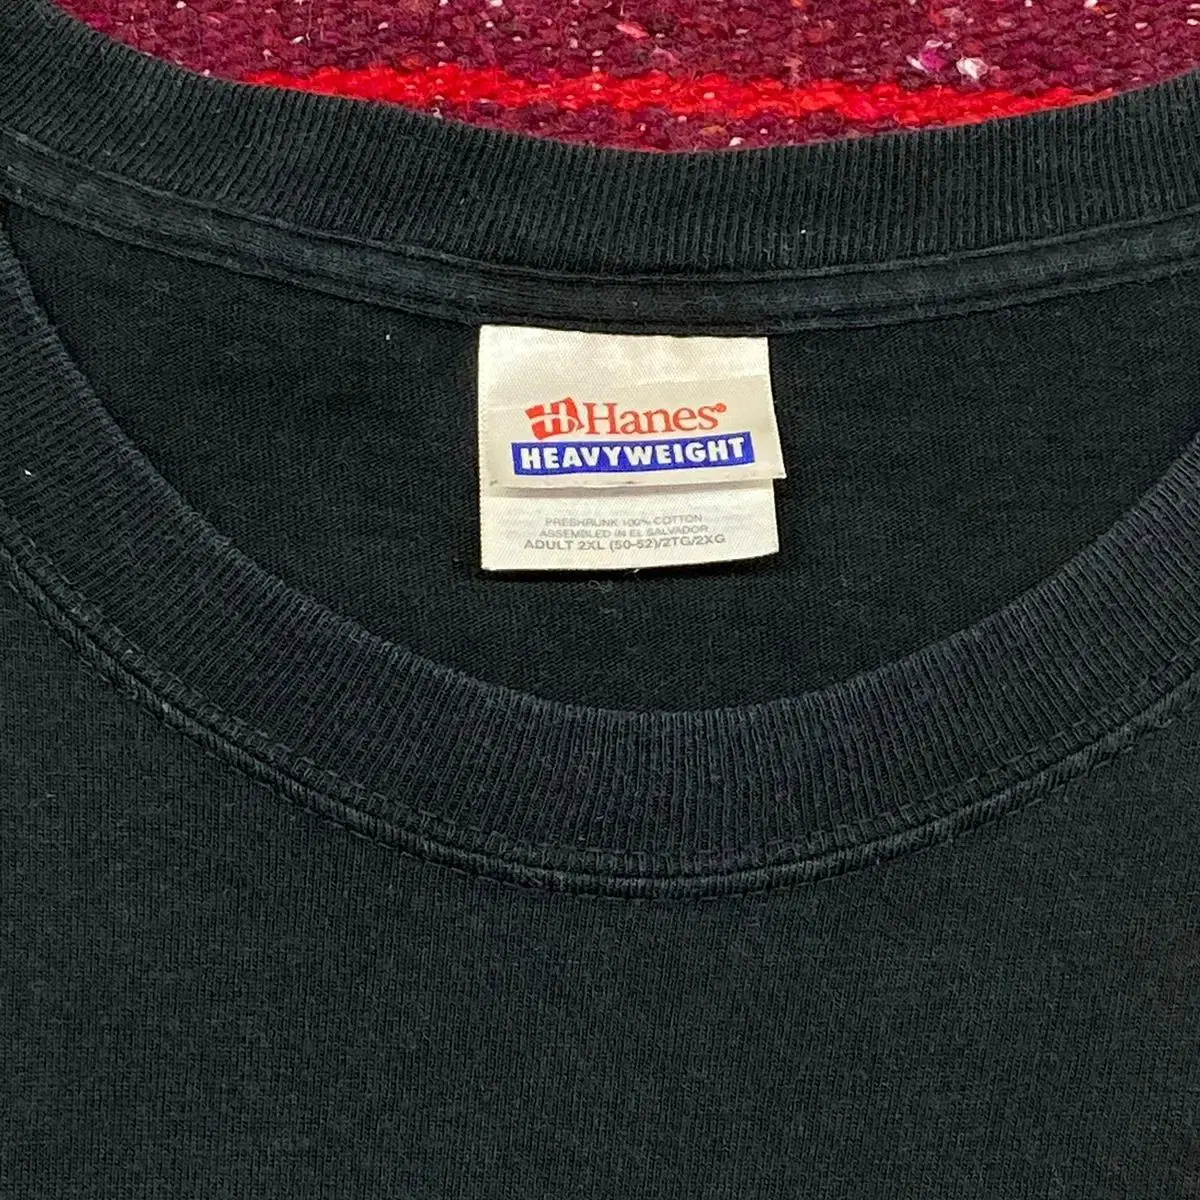 Hanes®
HEAVYWEIGHT
PRESHRUNK 100% COTTON
ASSEMBLED IN EL SALVADOR
ADULT 2XL (50-52)/2TG/2XG